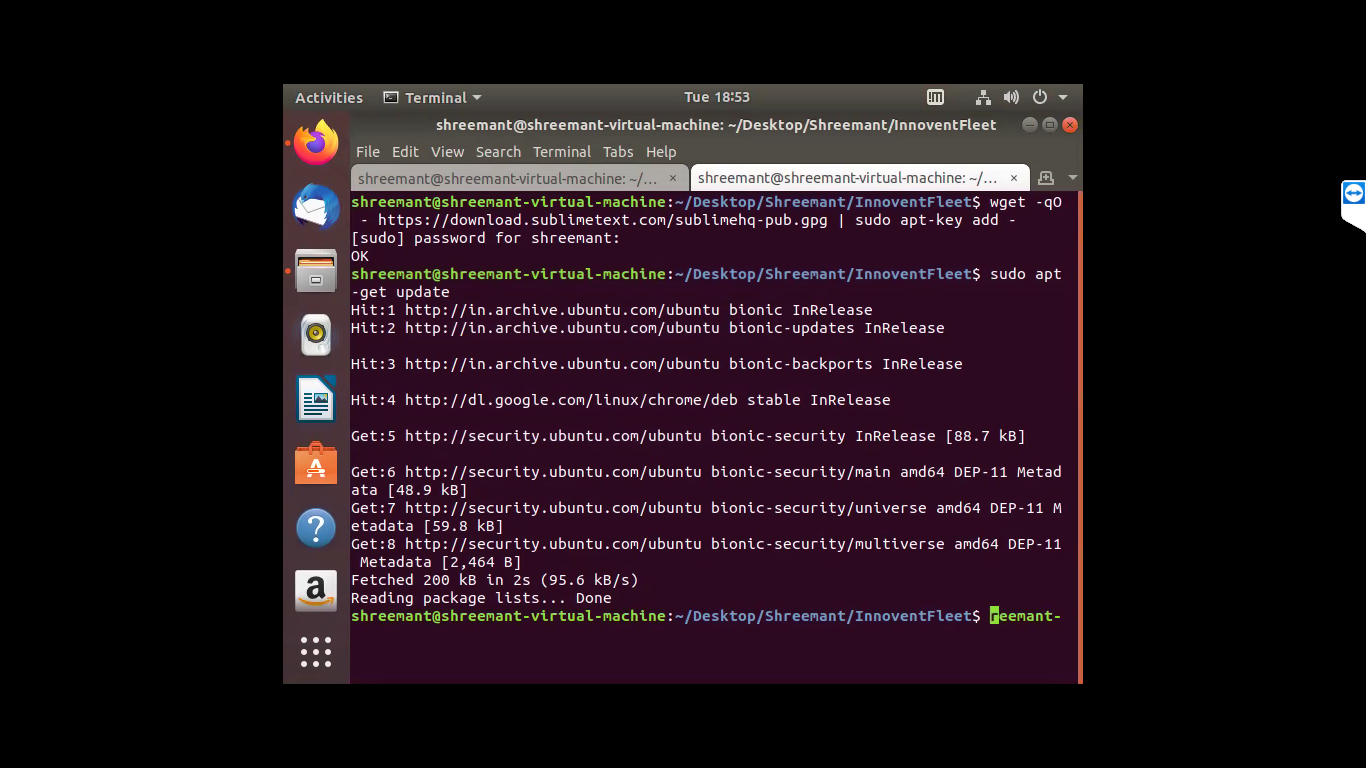 Activities Terminal Tue 18:53
shreemant@shreemant-virtual-machine: ~/Desktop/Shreemant/InnoventFleet
File Edit View Search Terminal Tabs Help
shreemant@shreemant-virtual-machine: ~/... × shreemant@shreemant-virtual-machine: ~/... ×
shreemant@shreemant-virtual-machine:~/Desktop/Shreemant/InnoventFleet$ wget -qO
- https://download.sublimetext.com/sublimehq-pub.gpg | sudo apt-key add -
[sudo] password for shreemant:
OK
shreemant@shreemant-virtual-machine:~/Desktop/Shreemant/InnoventFleet$ sudo apt
-get update
Hit:1 http://in.archive.ubuntu.com/ubuntu bionic InRelease
Hit:2 http://in.archive.ubuntu.com/ubuntu bionic-updates InRelease
Hit:3 http://in.archive.ubuntu.com/ubuntu bionic-backports InRelease
Hit:4 http://dl.google.com/linux/chrome/deb stable InRelease
Get:5 http://security.ubuntu.com/ubuntu bionic-security InRelease [88.7 kB]
Get:6 http://security.ubuntu.com/ubuntu bionic-security/main amd64 DEP-11 Metad
ata [48.9 kB]
Get:7 http://security.ubuntu.com/ubuntu bionic-security/universe amd64 DEP-11 M
etadata [59.8 kB]
Get:8 http://security.ubuntu.com/ubuntu bionic-security/multiverse amd64 DEP-11
Metadata [2,464 B]
Fetched 200 kB in 2s (95.6 kB/s)
Reading package lists... Done
shreemant@shreemant-virtual-machine:~/Desktop/Shreemant/InnoventFleet$ reemant-